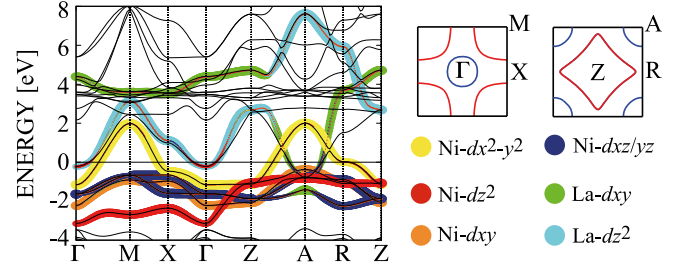 ENERGY [eV]
8
6
4
2
0
-2
-4
Γ M X Γ Z A R Z
M
X
Γ
A
R
Z
Ni-dx²-y²
Ni-dz²
Ni-dxy
Ni-dxz/yz
La-dxy
La-dz²